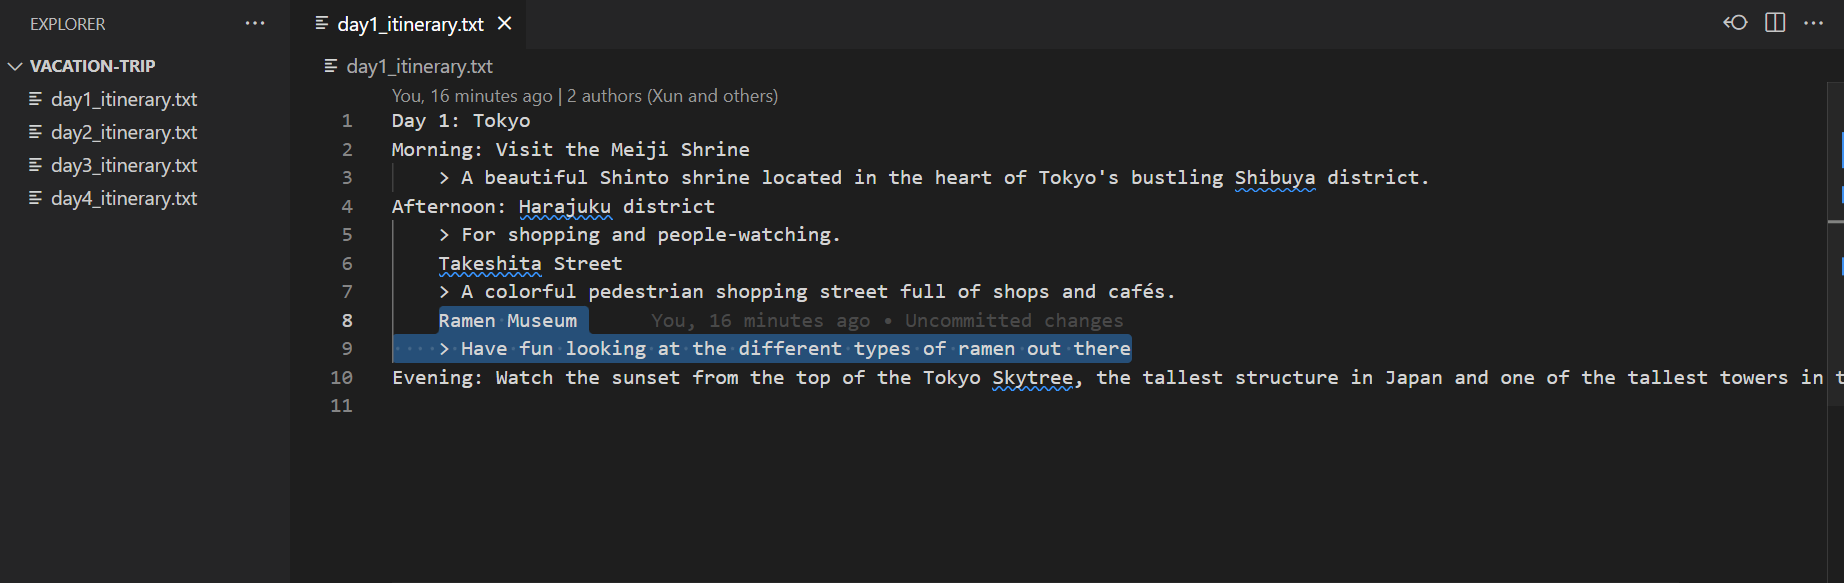 EXPLORER
VACATION-TRIP
day1_itinerary.txt
day2_itinerary.txt
day3_itinerary.txt
day4_itinerary.txt
day1_itinerary.txt
day1_itinerary.txt
You, 16 minutes ago | 2 authors (Xun and others)
1 Day 1: Tokyo
2 Morning: Visit the Meiji Shrine
3 > A beautiful Shinto shrine located in the heart of Tokyo's bustling Shibuya district.
4 Afternoon: Harajuku district
5 > For shopping and people-watching.
6 Takeshita Street
7 > A colorful pedestrian shopping street full of shops and cafés.
8 Ramen Museum You, 16 minutes ago • Uncommitted changes
9 > Have fun looking at the different types of ramen out there
10 Evening: Watch the sunset from the top of the Tokyo Skytree, the tallest structure in Japan and one of the tallest towers in
11